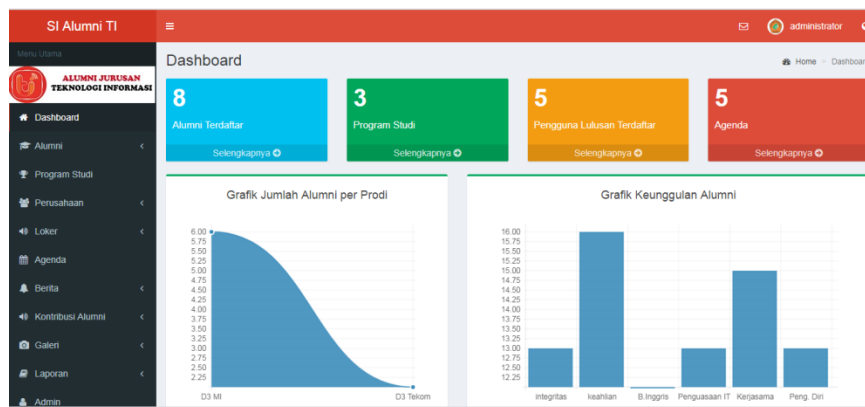 SI Alumni TI
administrator
Menu Utama
ALUMNI JURUSAN
TEKNOLOGI INFORMASI
Dashboard
Alumni
Program Studi
Perusahaan
Loker
Agenda
Berita
Kontribusi Alumni
Galeri
Laporan
Admin
Dashboard
Home > Dashboar
8
Alumni Terdaftar
Selengkapnya
3
Program Studi
Selengkapnya
5
Pengguna Lulusan Terdaftar
Selengkapnya
5
Agenda
Selengkapnya
Grafik Jumlah Alumni per Prodi
6.00
5.75
5.50
5.25
5.00
4.75
4.50
4.25
4.00
3.75
3.50
3.25
3.00
2.75
2.50
2.25
D3 MI D3 Tekom
Grafik Keunggulan Alumni
16.00
15.75
15.50
15.25
15.00
14.75
14.50
14.25
14.00
13.75
13.50
13.25
13.00
12.75
12.50
12.25
integritas keahlian B.Inggris Penguasaan IT Kerjasama Peng. Diri